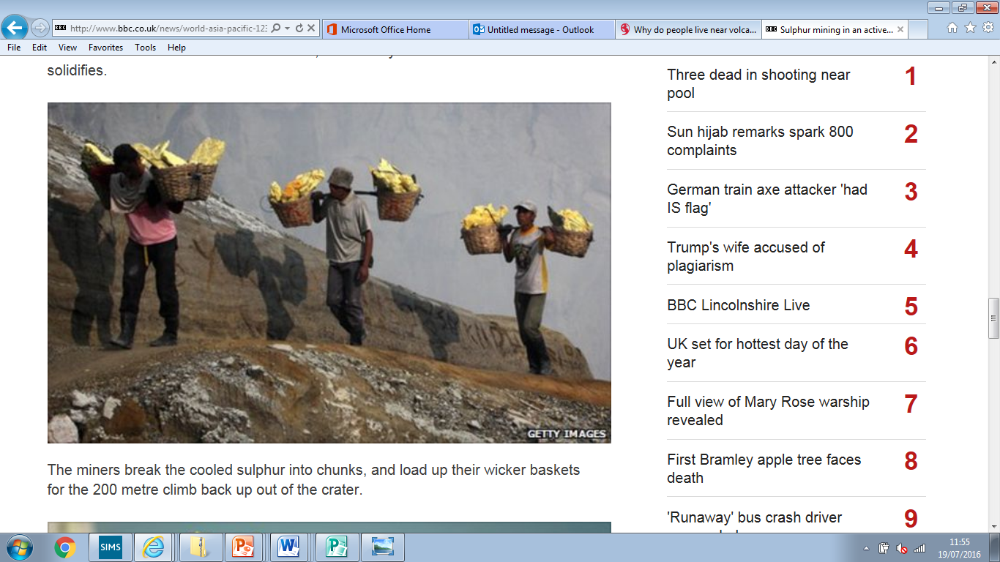 http://www.bbc.co.uk/news/world-asia-pacific-123
Microsoft Office Home
Untitled message - Outlook
Why do people live near volca...
BBC Sulphur mining in an active...
File Edit View Favorites Tools Help
solidifies.
GETTY IMAGES
The miners break the cooled sulphur into chunks, and load up their wicker baskets
for the 200 metre climb back up out of the crater.
Three dead in shooting near
pool
1
Sun hijab remarks spark 800
complaints
2
German train axe attacker 'had
IS flag'
3
Trump's wife accused of
plagiarism
4
BBC Lincolnshire Live
5
UK set for hottest day of the
year
6
Full view of Mary Rose warship
revealed
7
First Bramley apple tree faces
death
8
'Runaway' bus crash driver
9
SIMS
11:55
19/07/2016